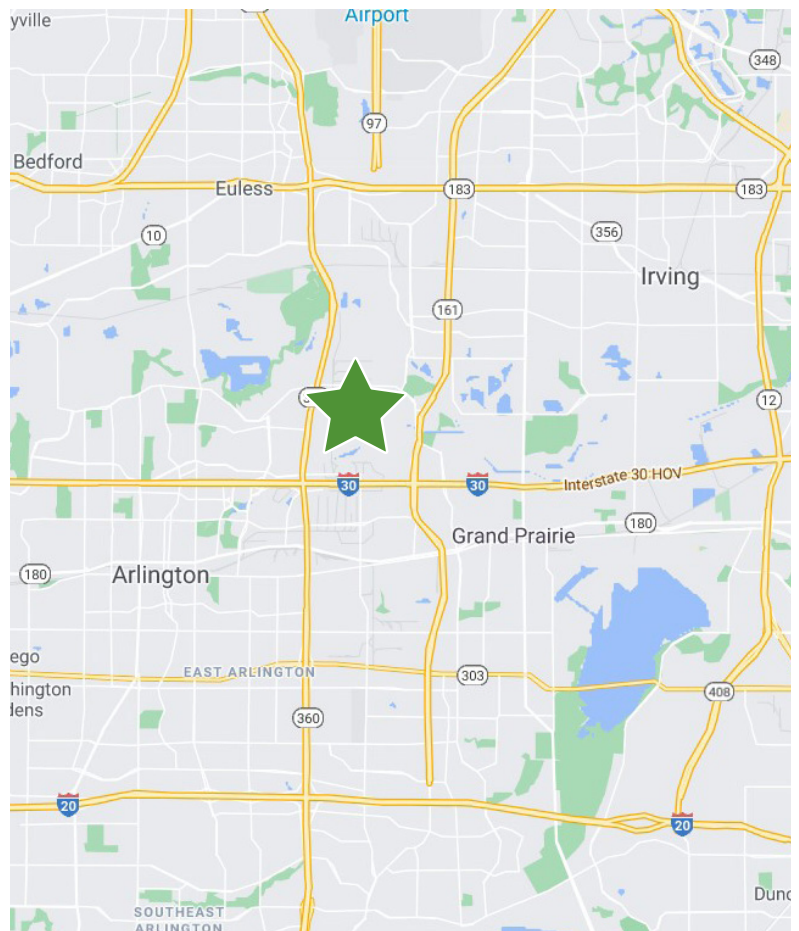 Airport
yville
348
97
Bedford
Euless
183
183
10
356
Irving
161
12
30
30
Interstate 30 HOV
180
Grand Prairie
180
Arlington
ego
EAST ARLINGTON
303
hington
dens
408
360
20
20
Dunc
SOUTHEAST
ARLINGTON